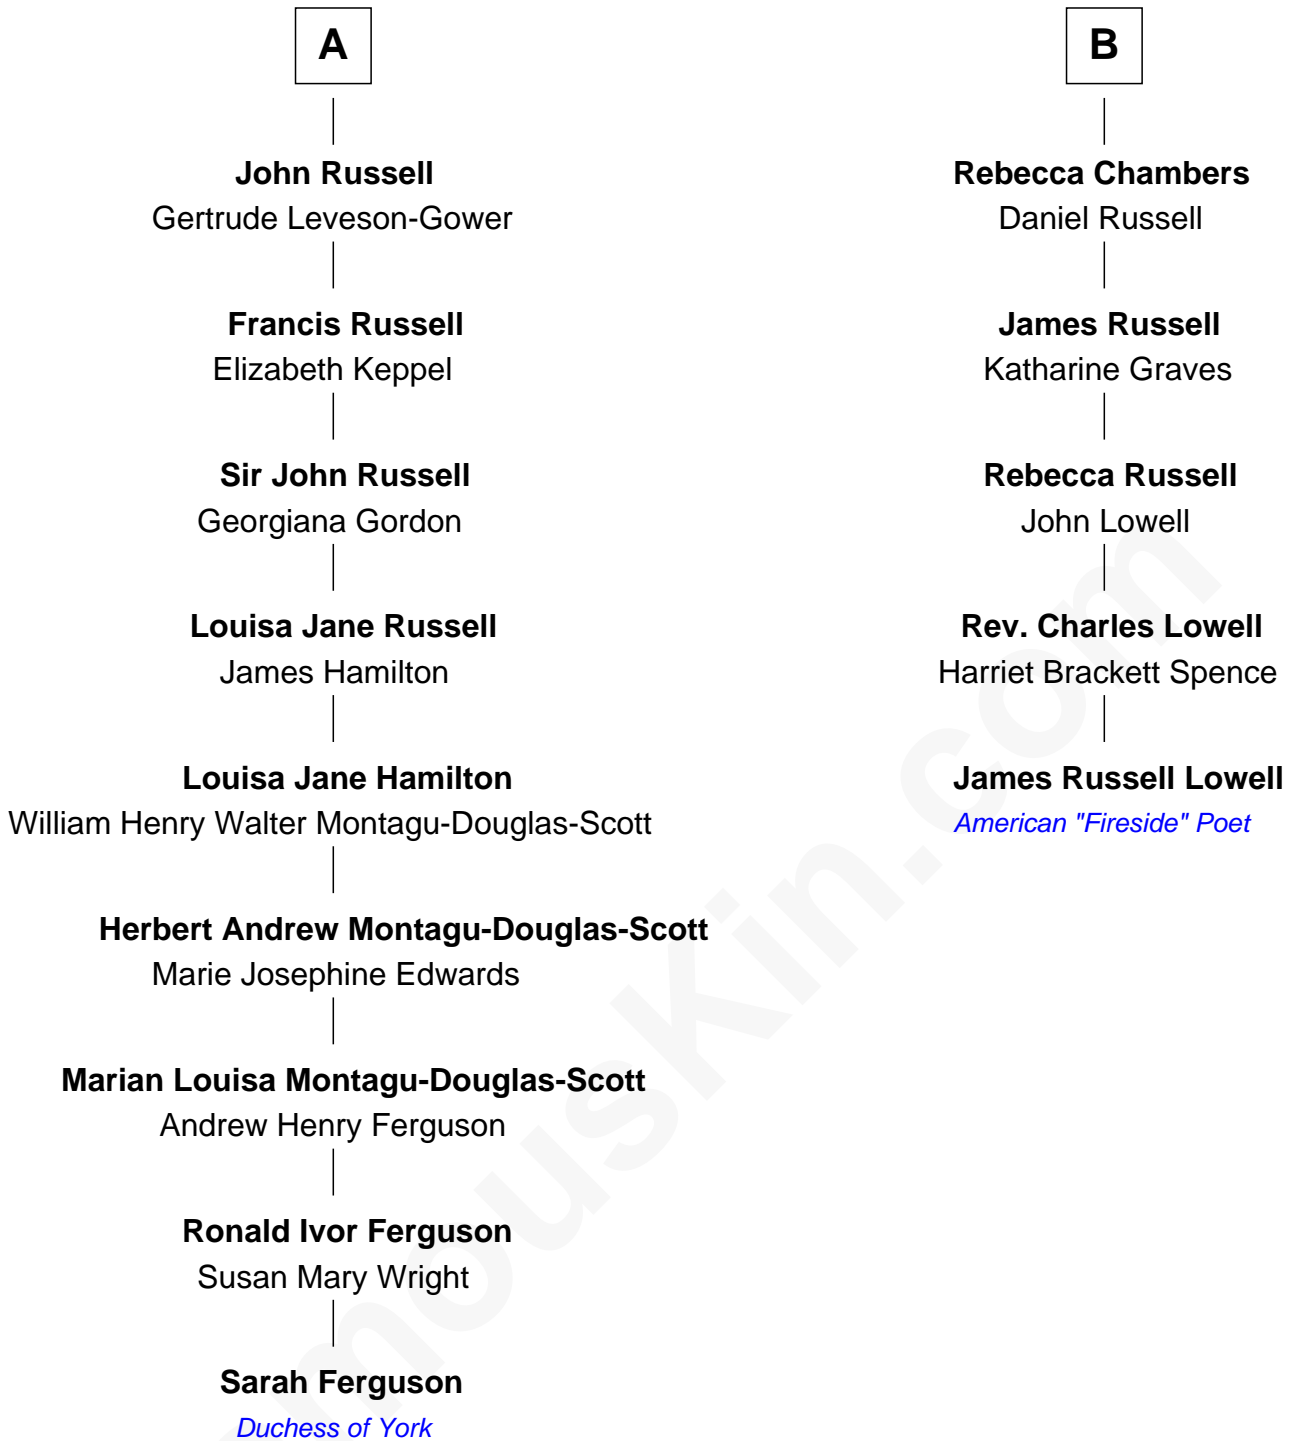 A
John Russell
Gertrude Leveson-Gower
Francis Russell
Elizabeth Keppel
Sir John Russell
Georgiana Gordon
Louisa Jane Russell
James Hamilton
Louisa Jane Hamilton
William Henry Walter Montagu-Douglas-Scott
Herbert Andrew Montagu-Douglas-Scott
Marie Josephine Edwards
Marian Louisa Montagu-Douglas-Scott
Andrew Henry Ferguson
Ronald Ivor Ferguson
Susan Mary Wright
Sarah Ferguson
Duchess of York
B
Rebecca Chambers
Daniel Russell
James Russell
Katharine Graves
Rebecca Russell
John Lowell
Rev. Charles Lowell
Harriet Brackett Spence
James Russell Lowell
American "Fireside" Poet
mousKin.com